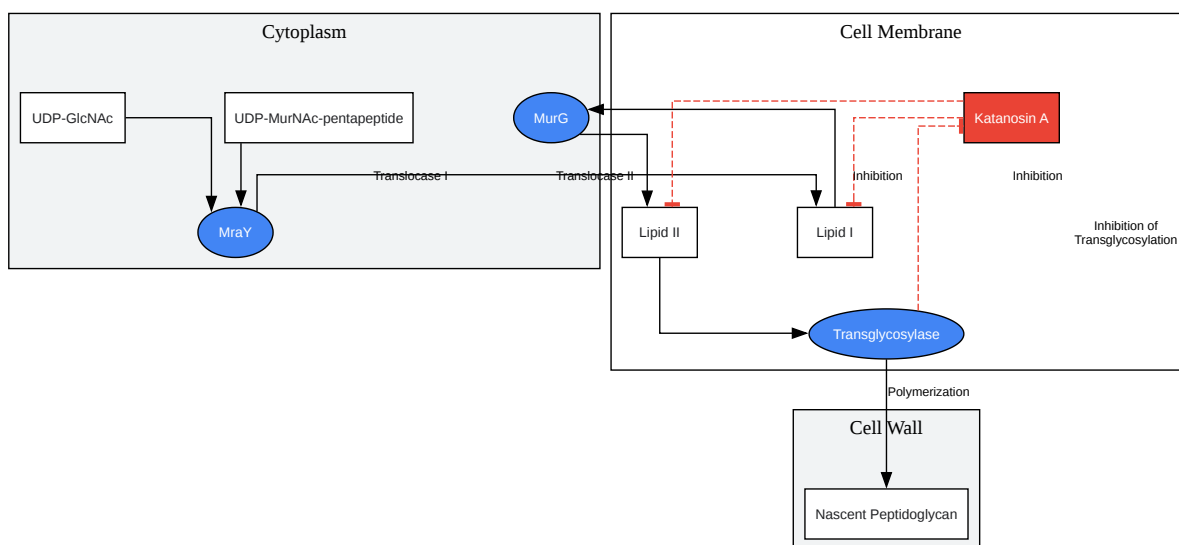 Cytoplasm
Cell Membrane
UDP-GlcNAc
UDP-MurNAc-pentapeptide
MurG
Katanosin A
Translocase I
Translocase II
Inhibition
Inhibition
MraY
Lipid II
Lipid I
Inhibition of
Transglycosylation
Transglycosylase
Polymerization
Cell Wall
Nascent Peptidoglycan